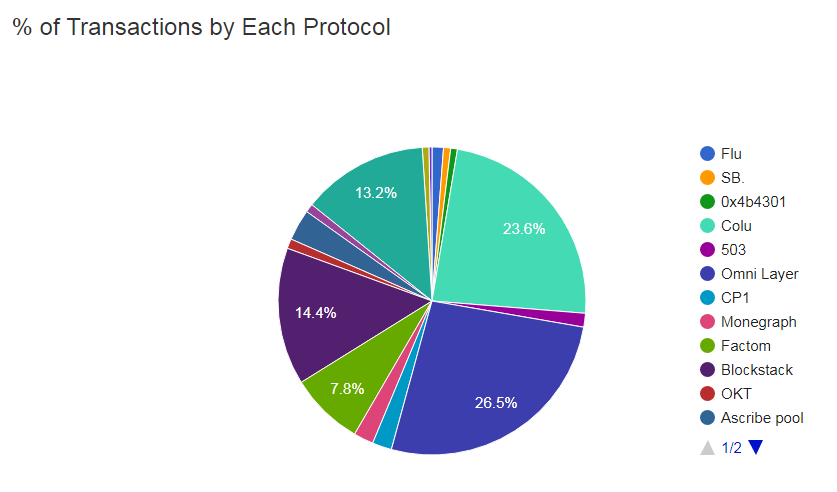 % of Transactions by Each Protocol
13.2%
23.6%
14.4%
7.8%
26.5%
Flu
SB.
0x4b4301
Colu
503
Omni Layer
CP1
Monegraph
Factom
Blockstack
OKT
Ascribe pool
1/2